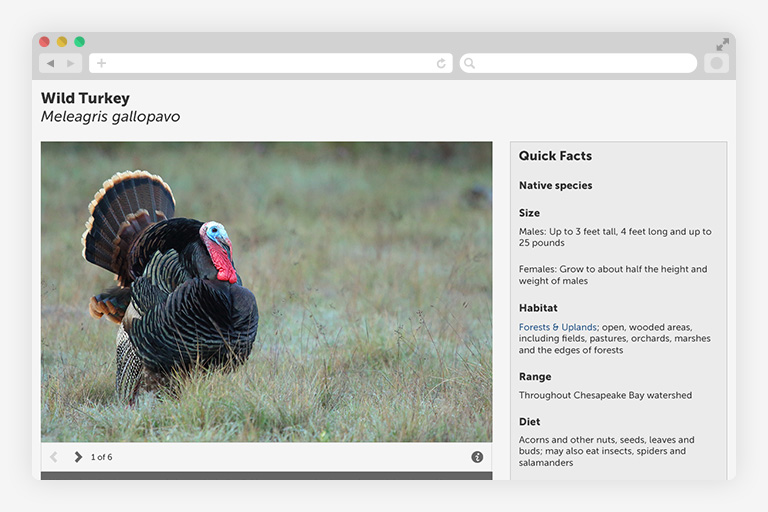 Wild Turkey
Meleagris gallopavo
1 of 6
Quick Facts
Native species
Size
Males: Up to 3 feet tall, 4 feet long and up to
25 pounds
Females: Grow to about half the height and
weight of males
Habitat
Forests & Uplands; open, wooded areas,
including fields, pastures, orchards, marshes
and the edges of forests
Range
Throughout Chesapeake Bay watershed
Diet
Acorns and other nuts, seeds, leaves and
buds; may also eat insects, spiders and
salamanders